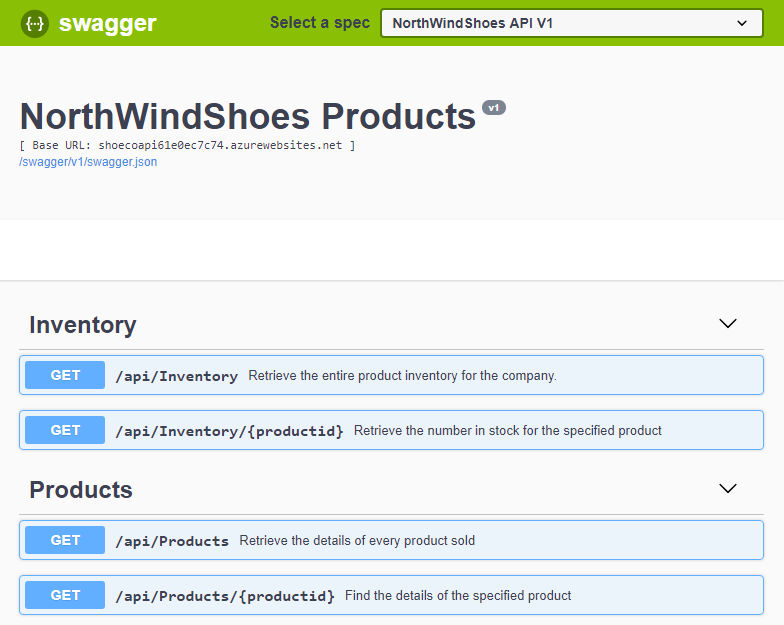 {···} swagger
Select a spec NorthWindShoes API V1
NorthWindShoes Products v1
[ Base URL: shoecoapi61e0ec7c74.azurewebsites.net ]
/swagger/v1/swagger.json
Inventory
GET /api/Inventory Retrieve the entire product inventory for the company.
GET /api/Inventory/{productid} Retrieve the number in stock for the specified product
Products
GET /api/Products Retrieve the details of every product sold
GET /api/Products/{productid} Find the details of the specified product